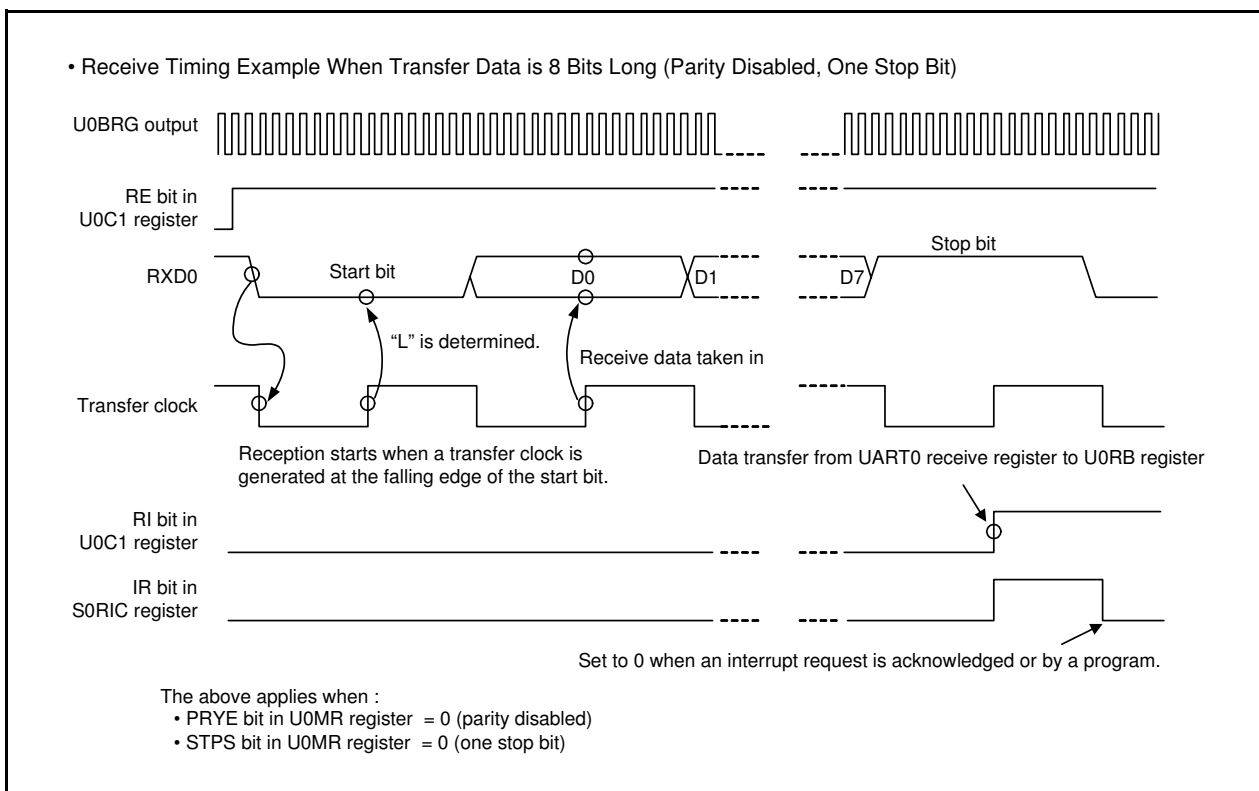 • Receive Timing Example When Transfer Data is 8 Bits Long (Parity Disabled, One Stop Bit)
U0BRG output
RE bit in
U0C1 register
RXD0
Start bit
D0
D1
D7
Stop bit
“L” is determined.
Receive data taken in
Transfer clock
Reception starts when a transfer clock is
generated at the falling edge of the start bit.
Data transfer from UART0 receive register to U0RB register
RI bit in
U0C1 register
IR bit in
S0RIC register
Set to 0 when an interrupt request is acknowledged or by a program.
The above applies when :
• PRYE bit in U0MR register = 0 (parity disabled)
• STPS bit in U0MR register = 0 (one stop bit)